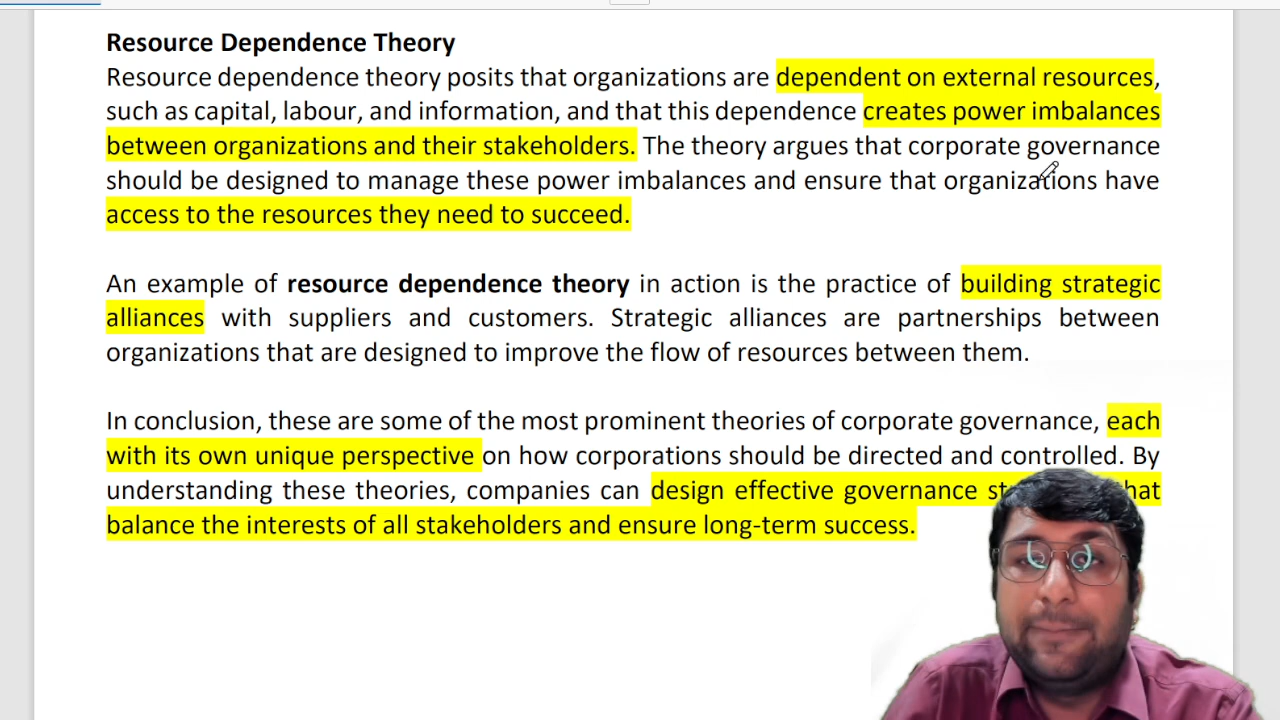 Resource Dependence Theory
Resource dependence theory posits that organizations are dependent on external resources,
such as capital, labour, and information, and that this dependence creates power imbalances
between organizations and their stakeholders. The theory argues that corporate governance
should be designed to manage these power imbalances and ensure that organizations have
access to the resources they need to succeed.
An example of resource dependence theory in action is the practice of building strategic
alliances with suppliers and customers. Strategic alliances are partnerships between
organizations that are designed to improve the flow of resources between them.
In conclusion, these are some of the most prominent theories of corporate governance, each
with its own unique perspective on how corporations should be directed and controlled. By
understanding these theories, companies can design effective governance that
balance the interests of all stakeholders and ensure long-term success.